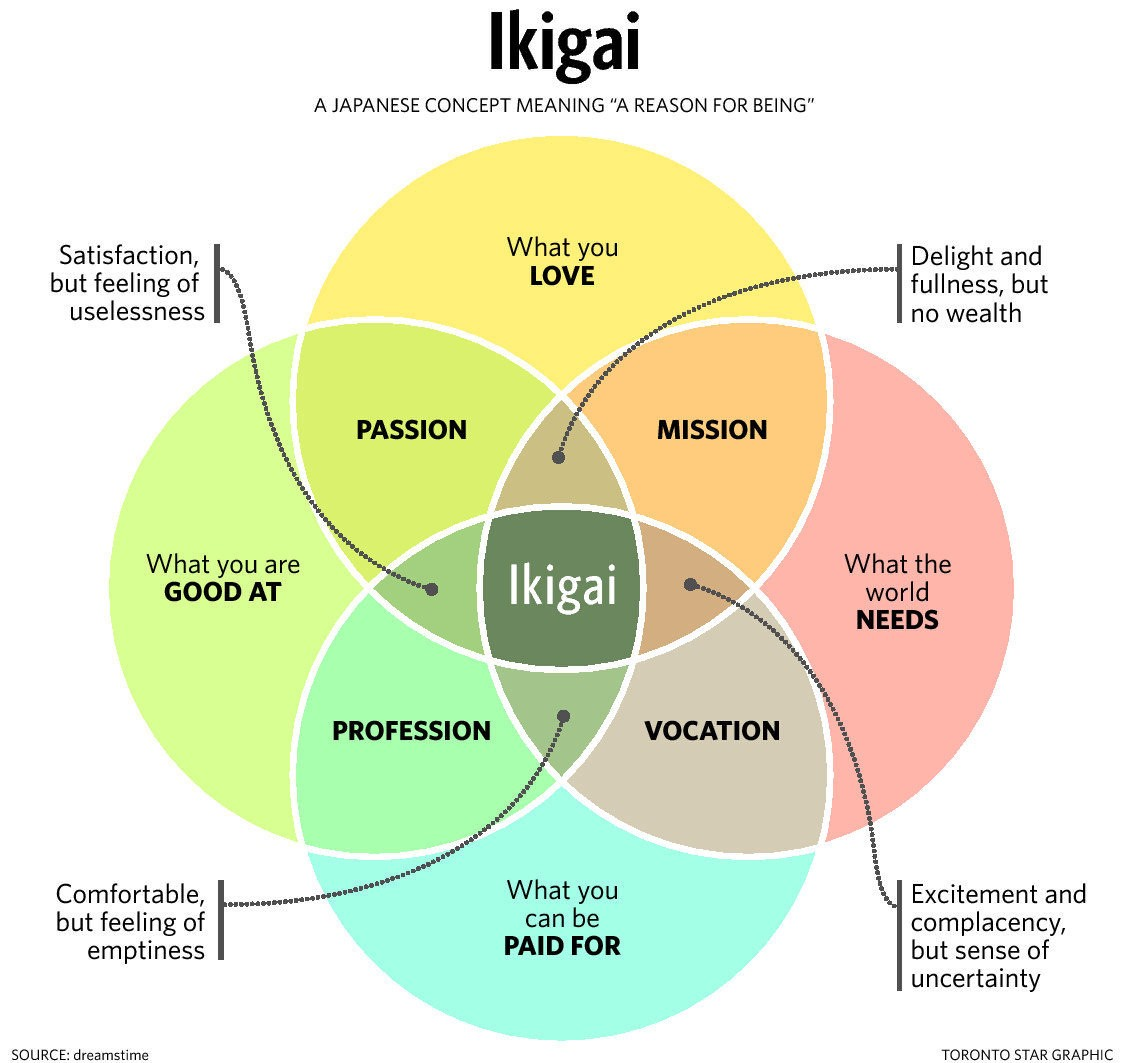 Ikigai
A JAPANESE CONCEPT MEANING “A REASON FOR BEING”
What you
LOVE
Satisfaction,
but feeling of
uselessness
Delight and
fullness, but
no wealth
PASSION
MISSION
What you are
GOOD AT
Ikigai
What the
world
NEEDS
PROFESSION
VOCATION
What you
can be
PAID FOR
Comfortable,
but feeling of
emptiness
Excitement and
complacency,
but sense of
uncertainty
SOURCE: dreamstime
TORONTO STAR GRAPHIC